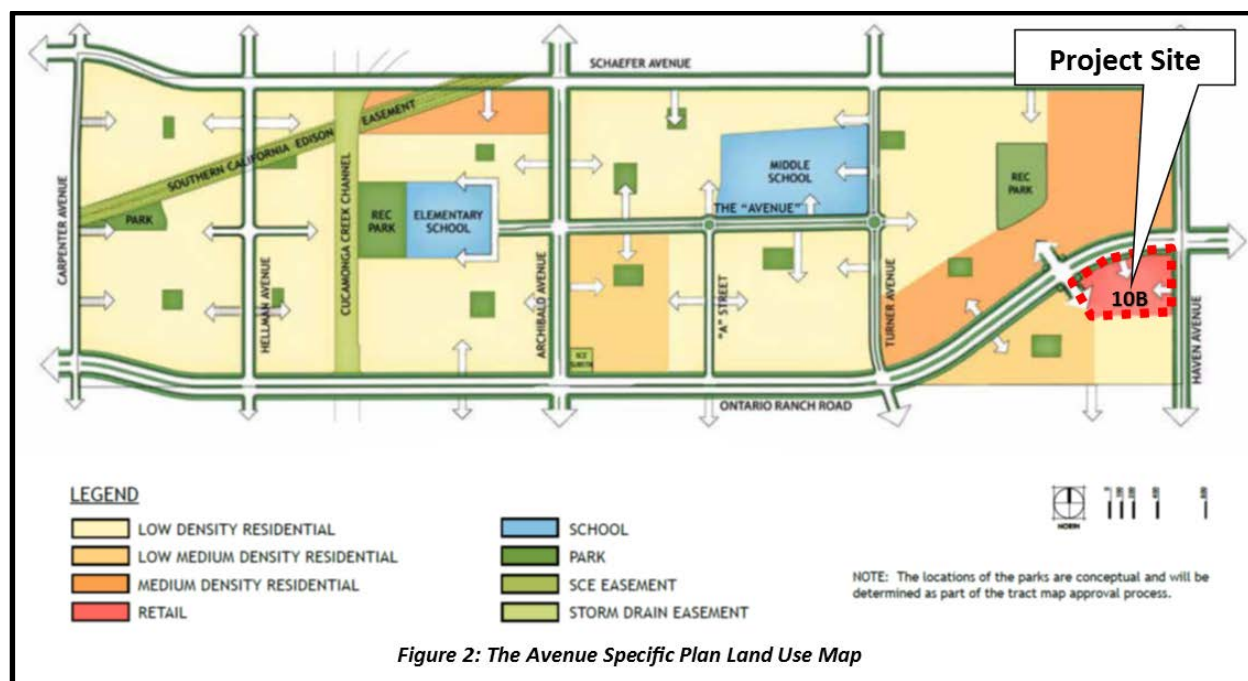 Project Site
SCHAEFER AVENUE
SOUTHERN CALIFORNIA EDISON EASEMENT
CARPENTER AVENUE
PARK
HELLMAN AVENUE
CUCAMONGA CREEK CHANNEL
REC
PARK
ELEMENTARY
SCHOOL
ARCHIBALD AVENUE
MIDDLE
SCHOOL
THE "AVENUE"
"A" STREET
TURNER AVENUE
REC
PARK
10B
HAVEN AVENUE
SCE
ONTARIO RANCH ROAD
LEGEND
LOW DENSITY RESIDENTIAL
LOW MEDIUM DENSITY RESIDENTIAL
MEDIUM DENSITY RESIDENTIAL
RETAIL
SCHOOL
PARK
SCE EASEMENT
STORM DRAIN EASEMENT
NORTH
NOTE: The locations of the parks are conceptual and will be
determined as part of the tract map approval process.
Figure 2: The Avenue Specific Plan Land Use Map